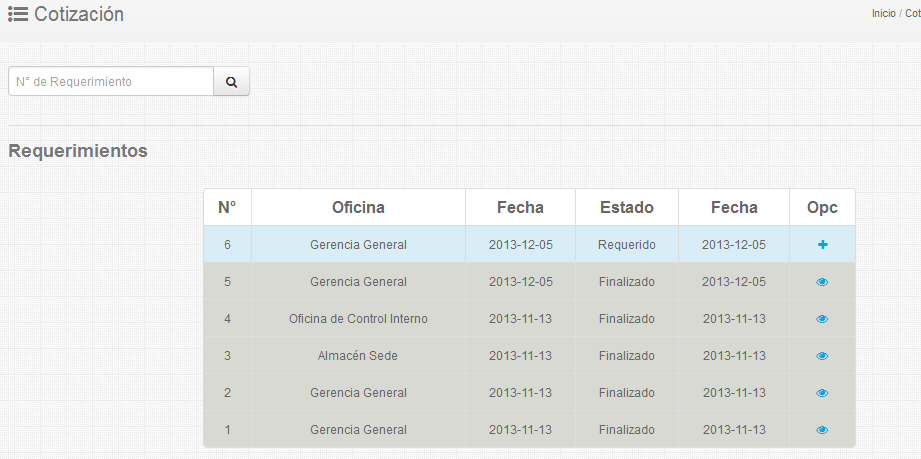 Cotización
Inicio / Cot
N° de Requerimiento
Requerimientos
N° Oficina Fecha Estado Fecha Opc
6 Gerencia General 2013-12-05 Requerido 2013-12-05
5 Gerencia General 2013-12-05 Finalizado 2013-12-05
4 Oficina de Control Interno 2013-11-13 Finalizado 2013-11-13
3 Almacén Sede 2013-11-13 Finalizado 2013-11-13
2 Gerencia General 2013-11-13 Finalizado 2013-11-13
1 Gerencia General 2013-11-13 Finalizado 2013-11-13